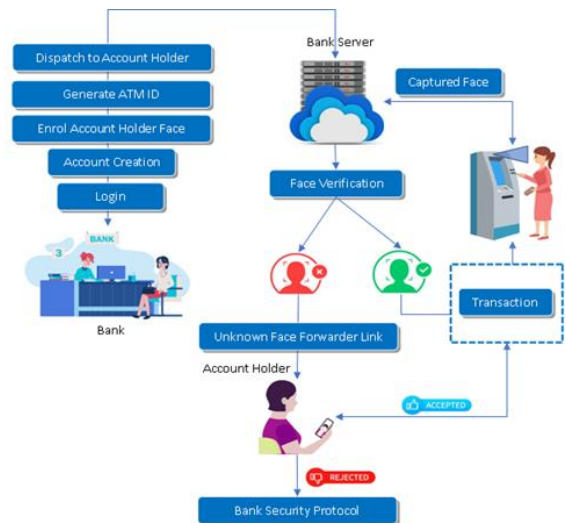 Bank Server
Dispatch to Account Holder
Captured Face
Generate ATM ID
Enrol Account Holder Face
Account Creation
Face Verification
Login
3
BANK
Bank
Transaction
Unknown Face Forwarder Link
Account Holder
ACCEPTED
REJECTED
Bank Security Protocol